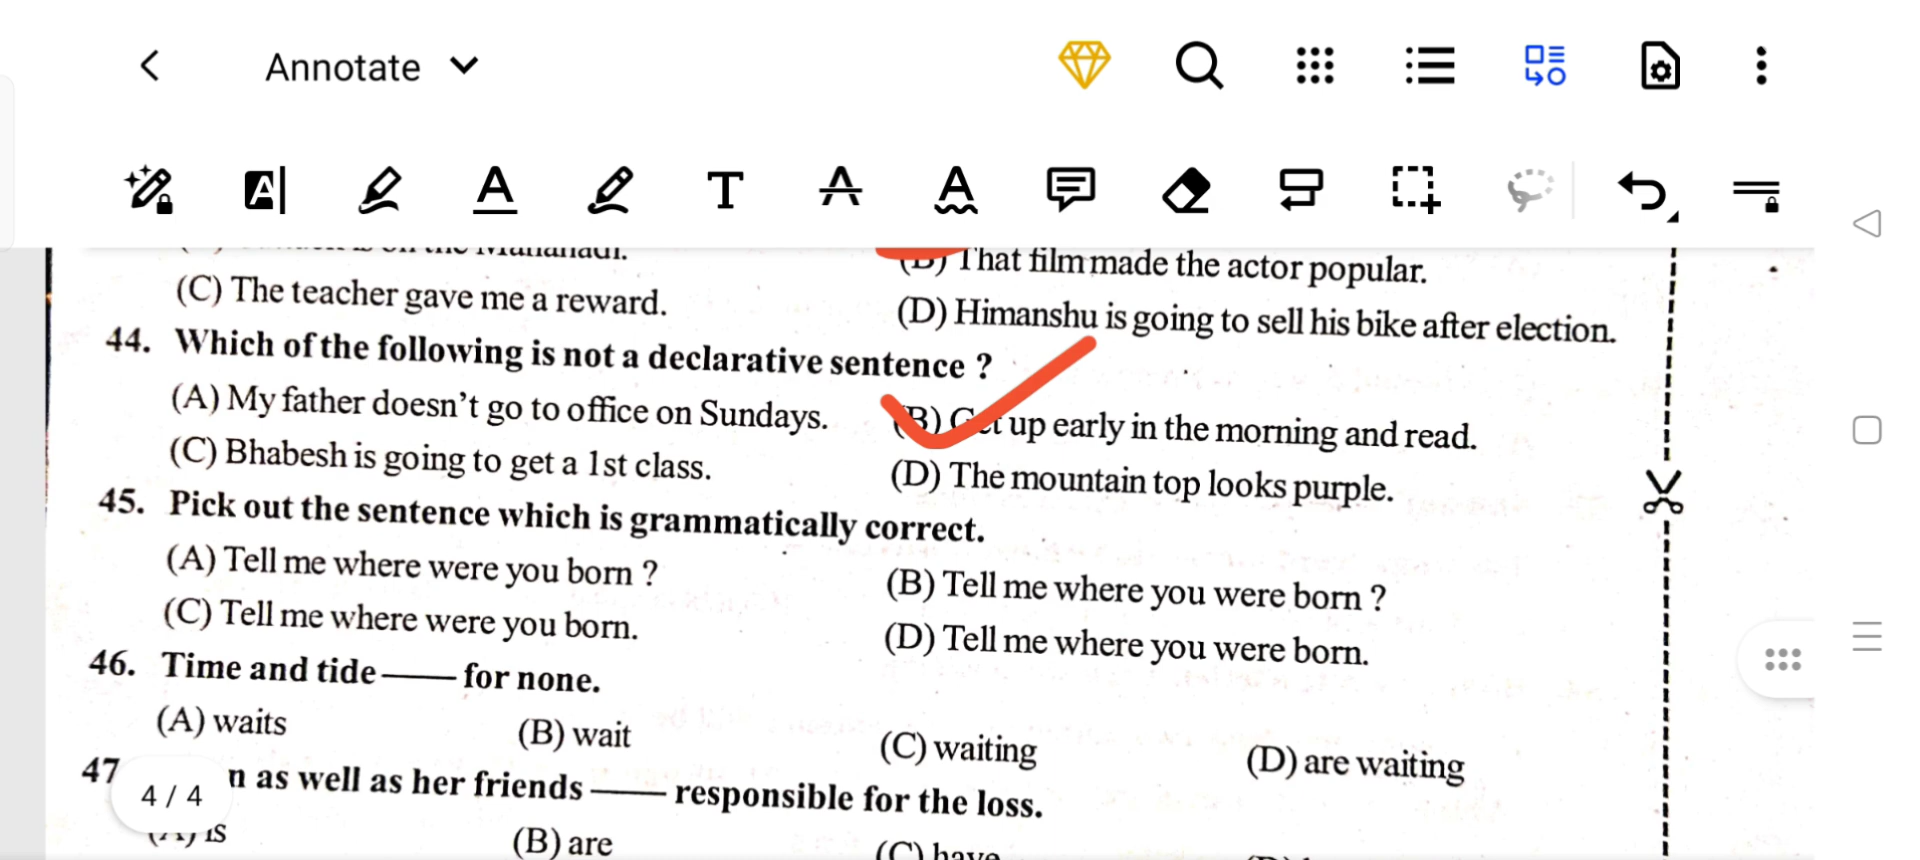 Annotate
(B) That film made the actor popular.
(C) The teacher gave me a reward.
(D) Himanshu is going to sell his bike after election.
44. Which of the following is not a declarative sentence ?
(A) My father doesn't go to office on Sundays.
(B) Get up early in the morning and read.
(C) Bhabesh is going to get a 1st class.
(D) The mountain top looks purple.
45. Pick out the sentence which is grammatically correct.
(A) Tell me where were you born ?
(B) Tell me where you were born ?
(C) Tell me where were you born.
(D) Tell me where you were born.
46. Time and tide —— for none.
(A) waits
(B) wait
(C) waiting
(D) are waiting
47 as well as her friends —— responsible for the loss.
4 / 4
(A) is
(B) are
(C) have